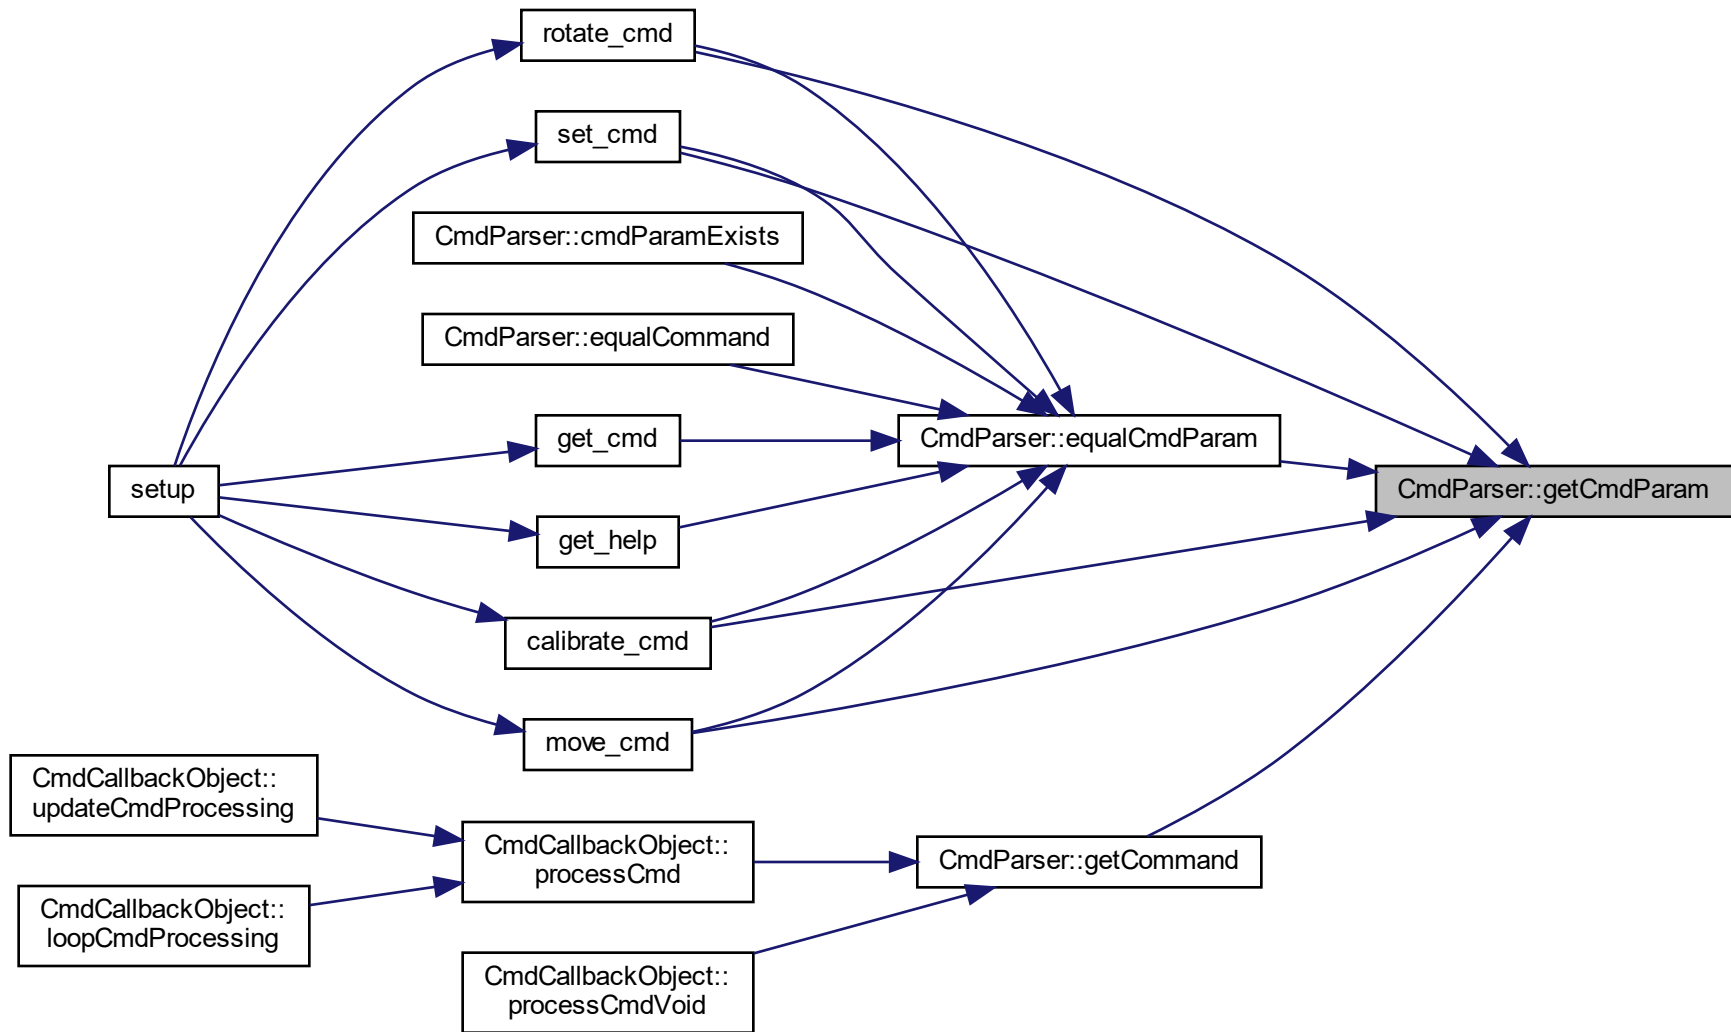 rotate_cmd
set_cmd
CmdParser::cmdParamExists
CmdParser::equalCommand
get_cmd
CmdParser::equalCmdParam
setup
CmdParser::getCmdParam
get_help
calibrate_cmd
move_cmd
CmdCallbackObject::
updateCmdProcessing
CmdCallbackObject::
processCmd
CmdParser::getCommand
CmdCallbackObject::
loopCmdProcessing
CmdCallbackObject::
processCmdVoid